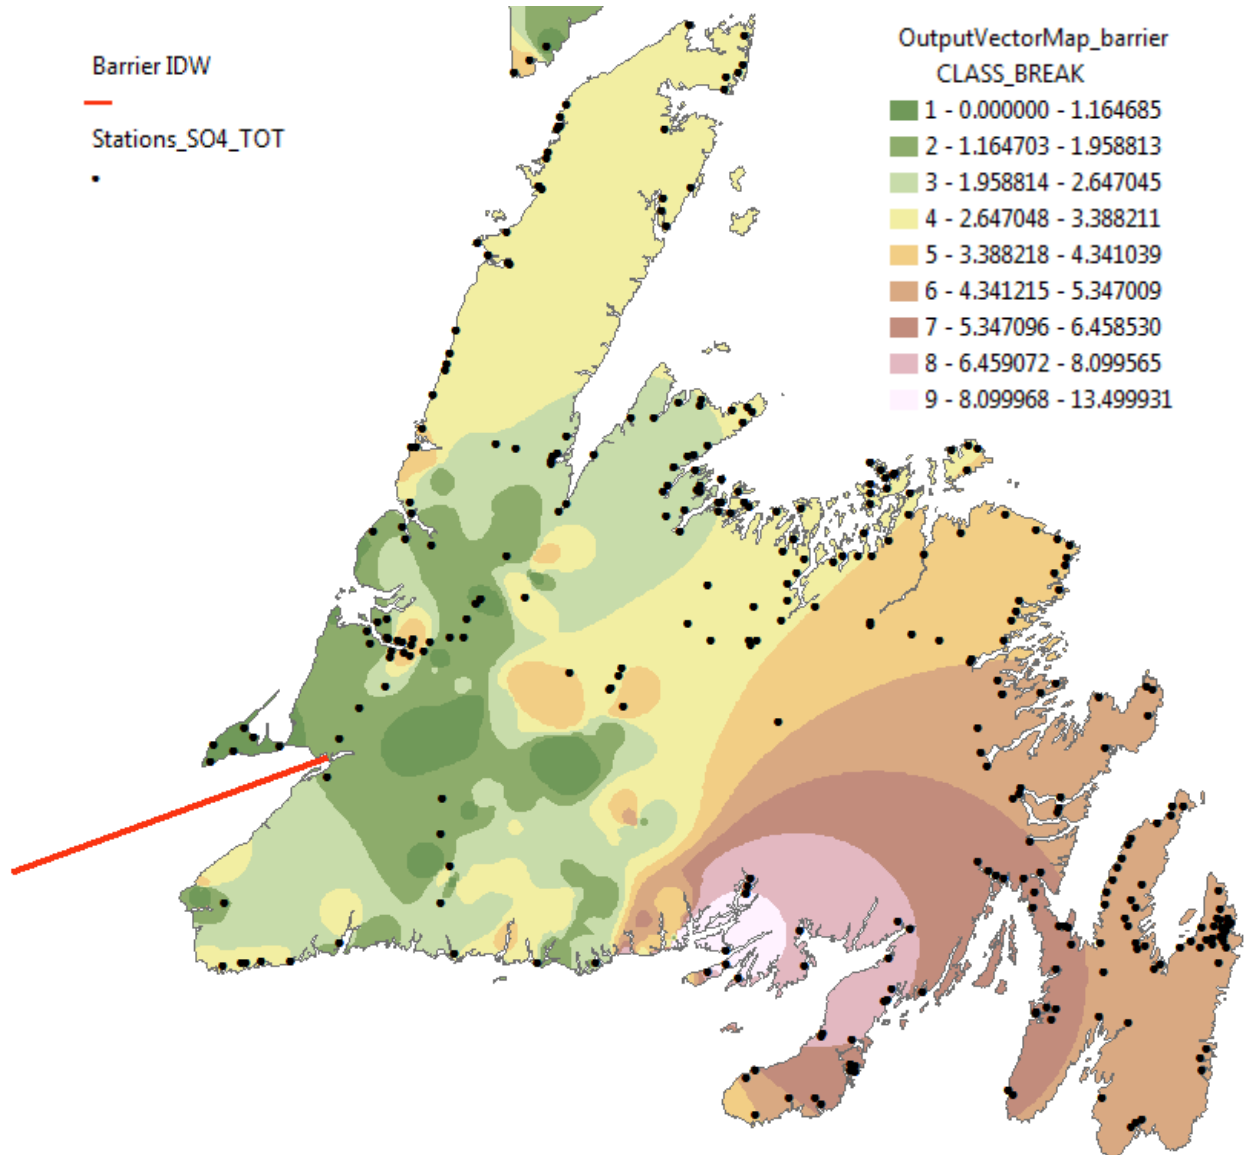 Barrier IDW
Stations_SO4_TOT
OutputVectorMap_barrier
CLASS_BREAK
1 - 0.000000 - 1.164685
2 - 1.164703 - 1.958813
3 - 1.958814 - 2.647045
4 - 2.647048 - 3.388211
5 - 3.388218 - 4.341039
6 - 4.341215 - 5.347009
7 - 5.347096 - 6.458530
8 - 6.459072 - 8.099565
9 - 8.099968 - 13.499931